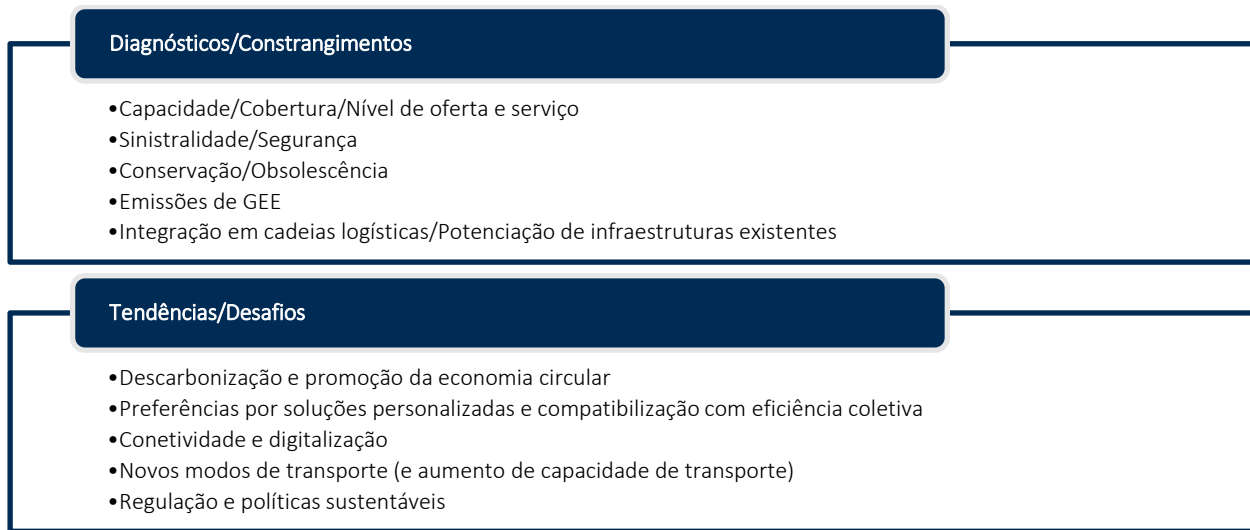 Diagnósticos/Constrangimentos
•Capacidade/Cobertura/Nível de oferta e serviço
•Sinistralidade/Segurança
•Conservação/Obsolescência
•Emissões de GEE
•Integração em cadeias logísticas/Potenciação de infraestruturas existentes
Tendências/Desafios
•Descarbonização e promoção da economia circular
•Preferências por soluções personalizadas e compatibilização com eficiência coletiva
•Conetividade e digitalização
•Novos modos de transporte (e aumento de capacidade de transporte)
•Regulação e políticas sustentáveis